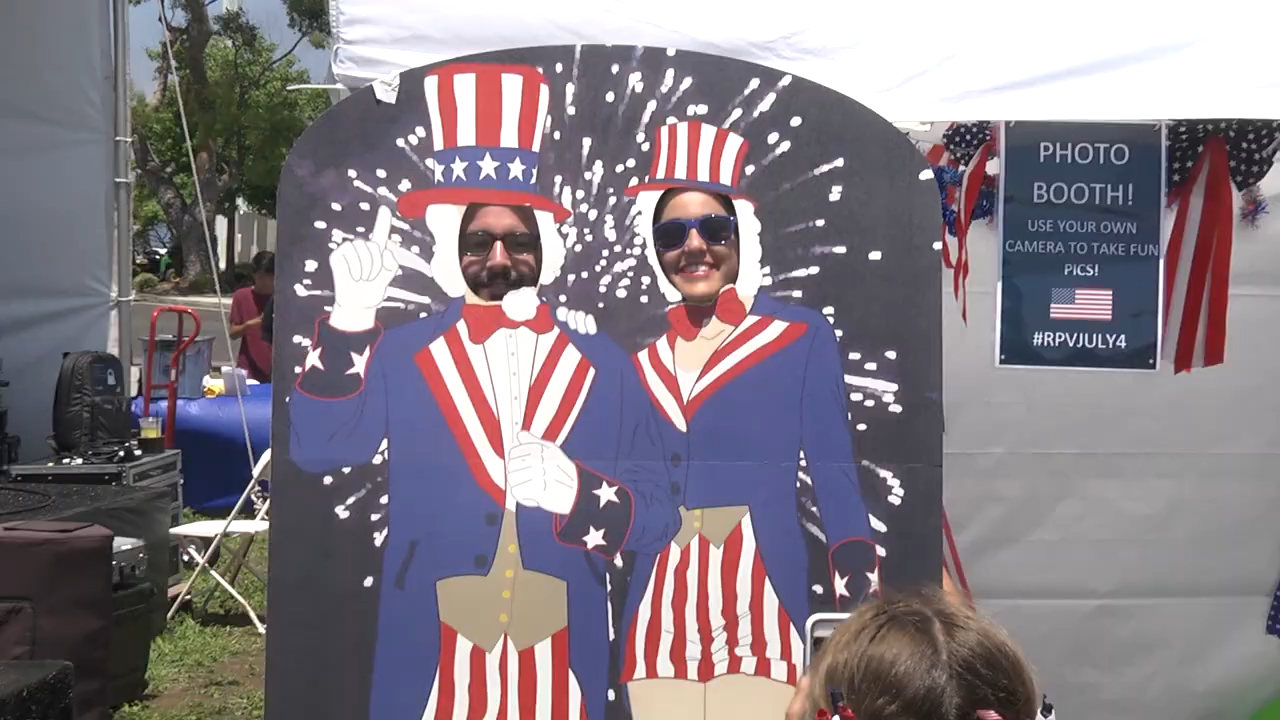 PHOTO
BOOTH!
USE YOUR OWN
CAMERA TO TAKE FUN
PICS!
#RPVJULY4